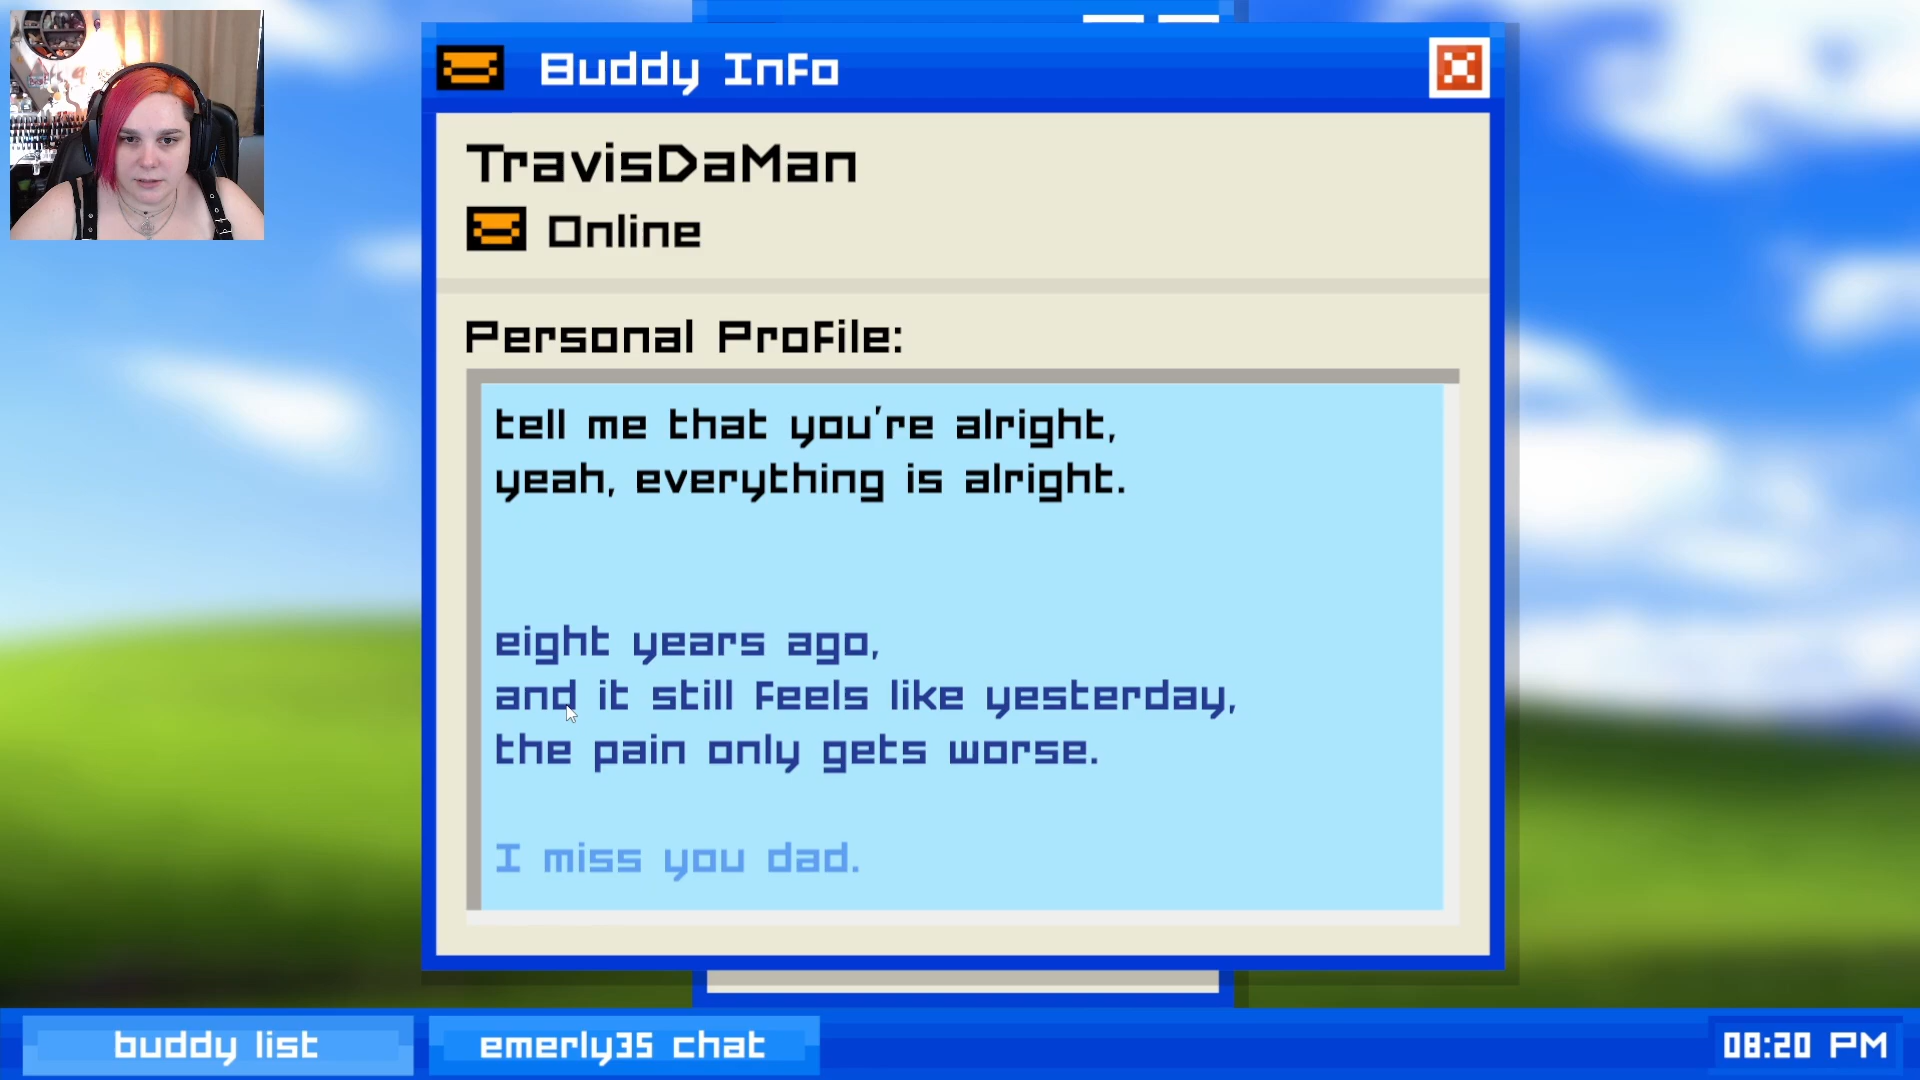 Buddy Info
TravisDaMan
Online
Personal Profile:
tell me that you're alright,
yeah, everything is alright.
eight years ago,
and it still feels like yesterday,
the pain only gets worse.
I miss you dad.
buddy list
emerly35 chat
08:20 PM